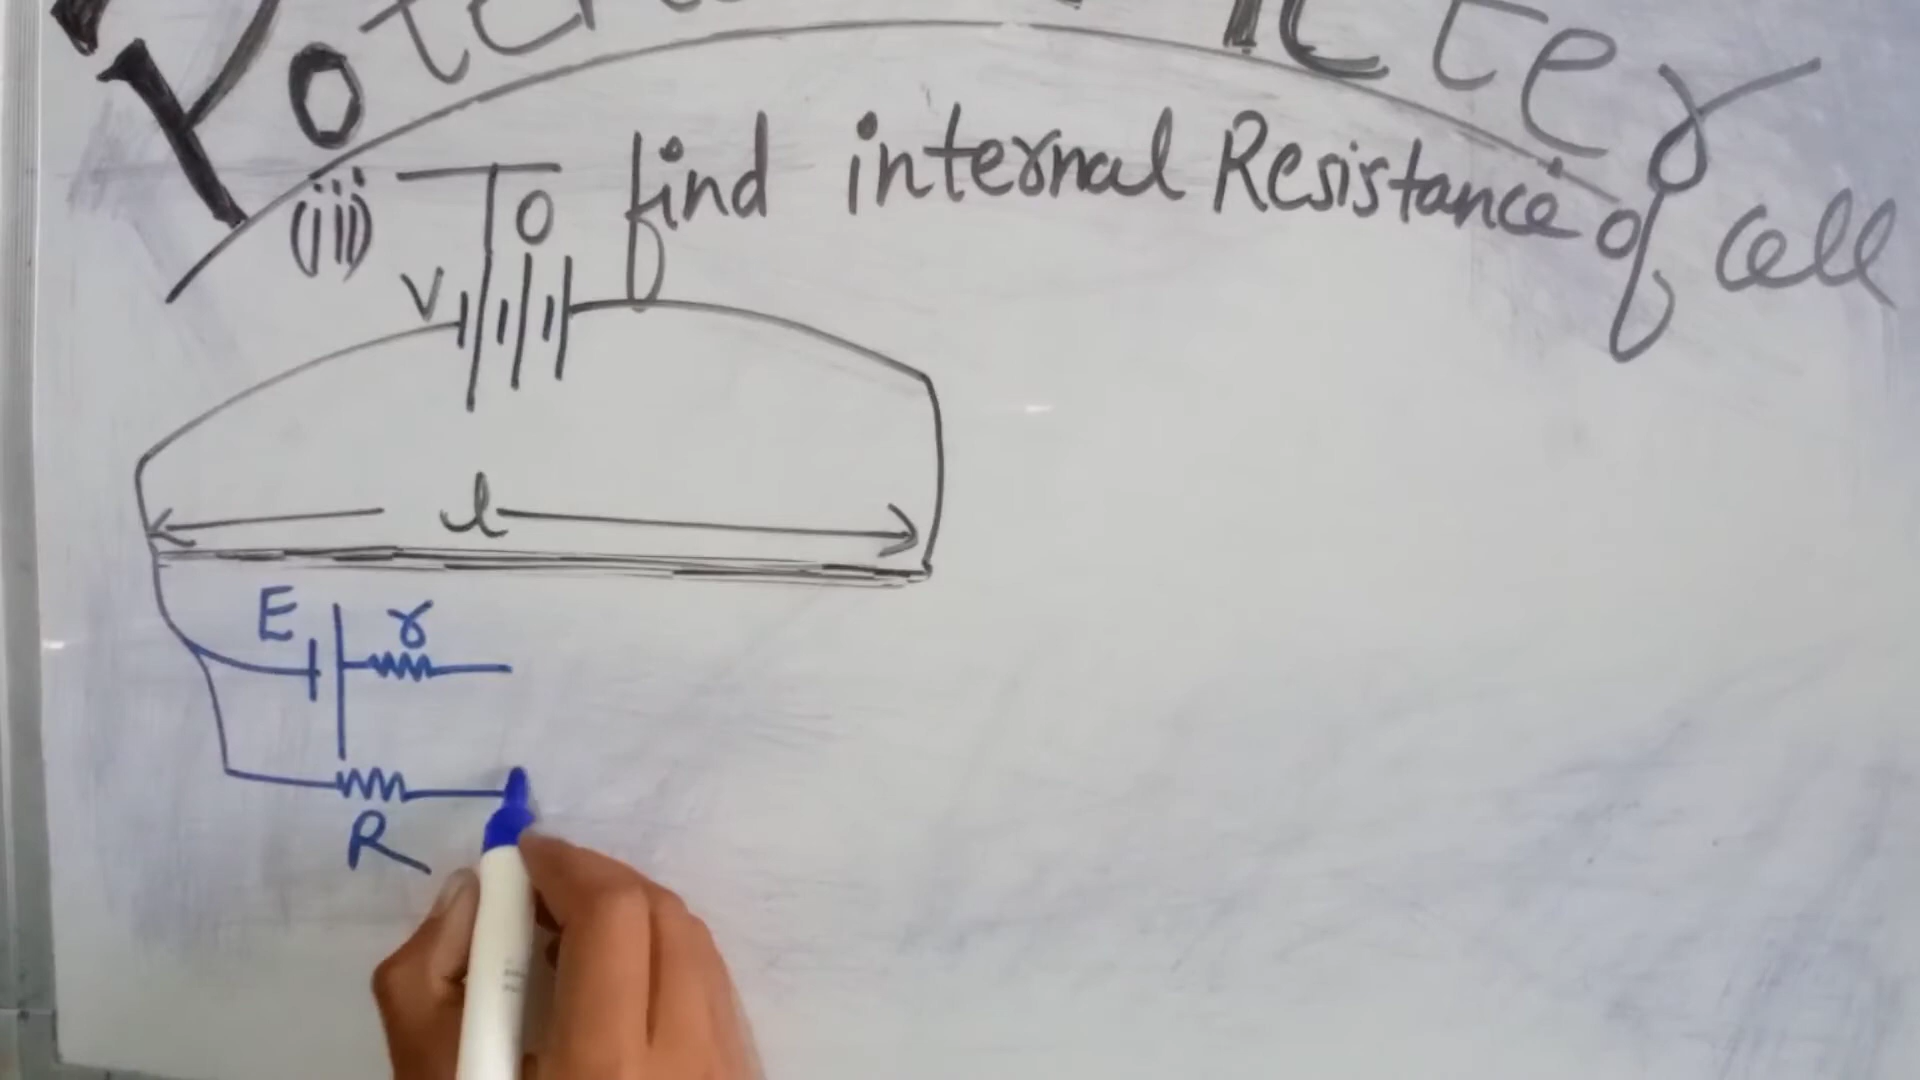 (iii) To find internal Resistance of cell
V
l
E r
R